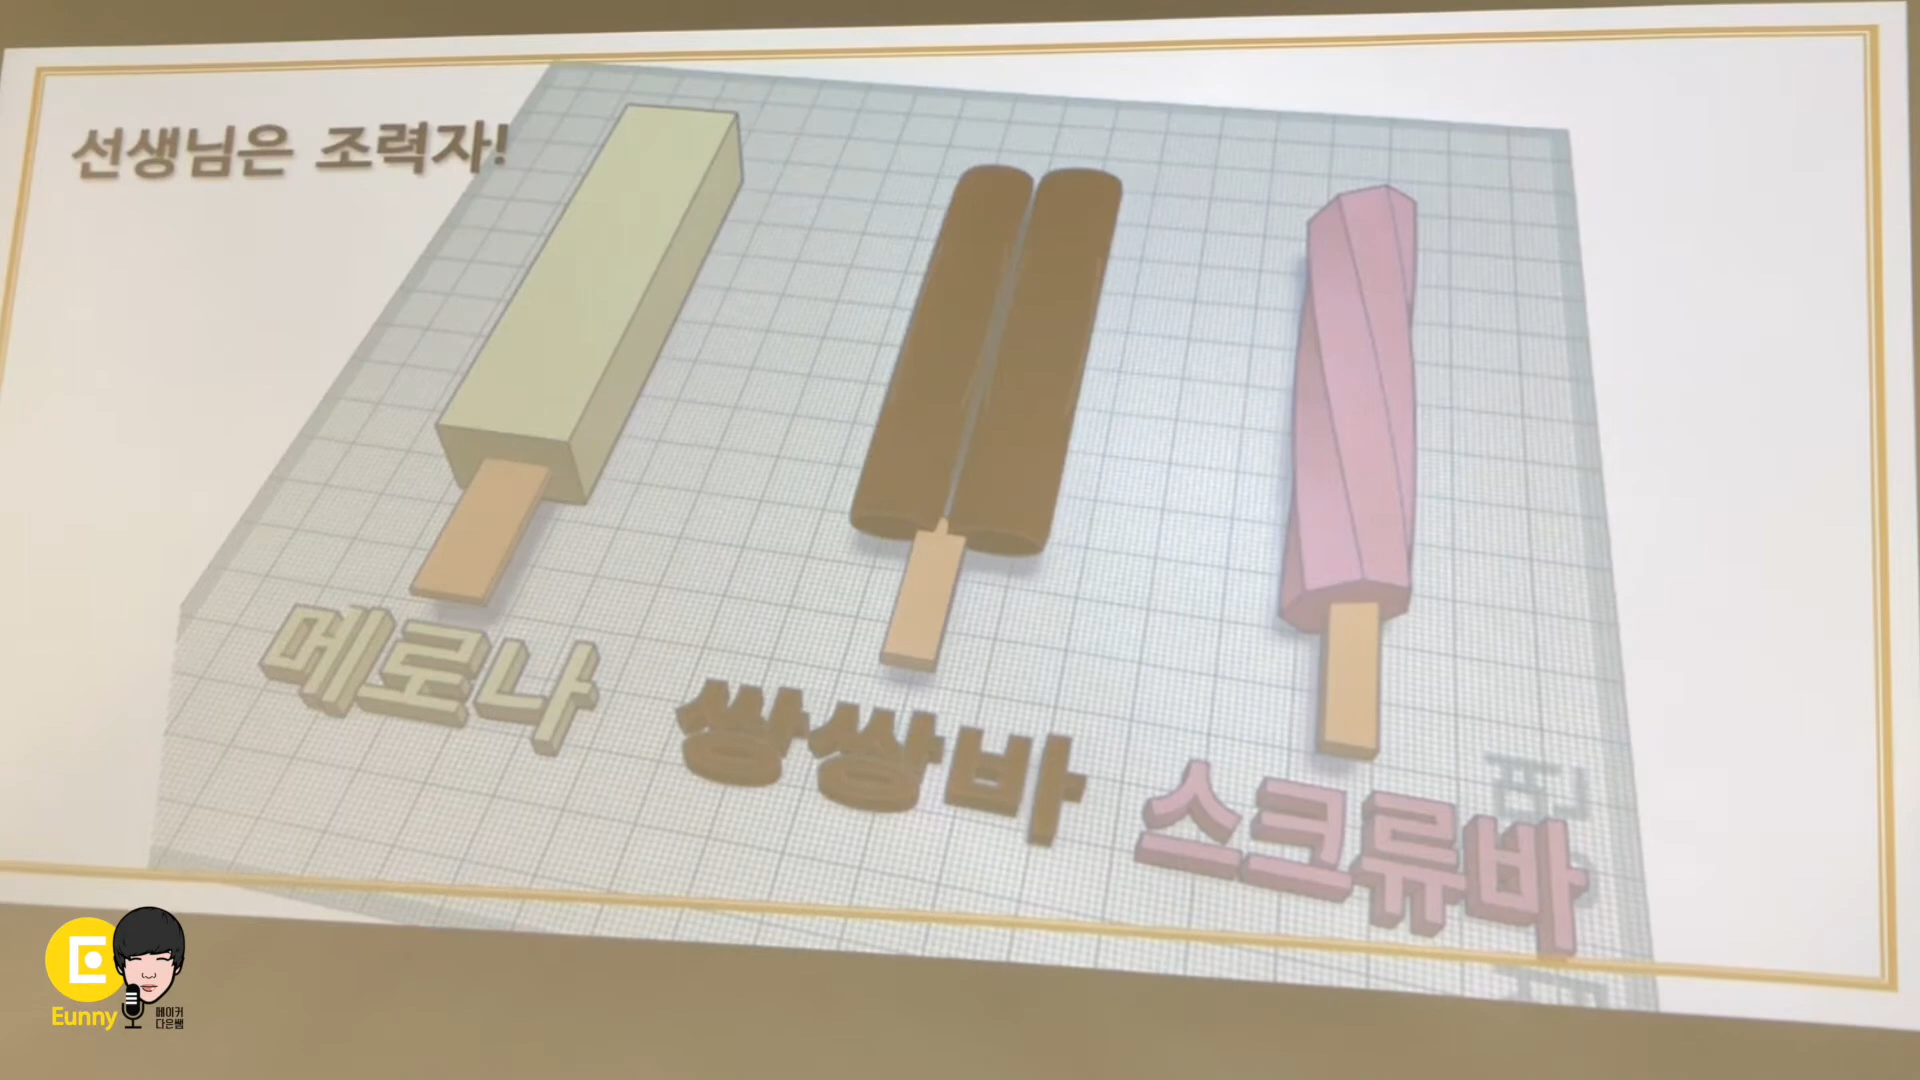 선생님은 조력자!
메로나
쌍쌍바
스크류바
Eunny
메이커
다은쌤